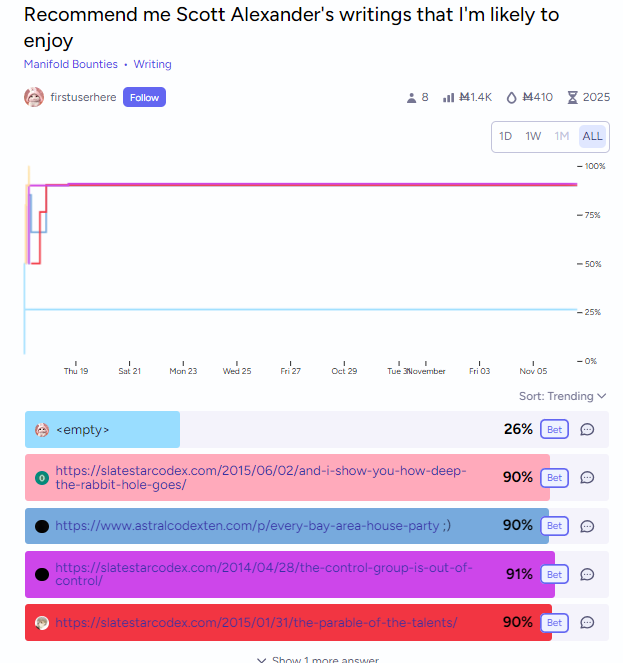 Recommend me Scott Alexander's writings that I'm likely to
enjoy
Manifold Bounties • Writing
firstuserhere Follow 8 Ṁ1.4K Ṁ410 2025
1D 1W 1M ALL
100%
75%
50%
25%
0%
Thu 19 Sat 21 Mon 23 Wed 25 Fri 27 Oct 29 Tue 31 November Fri 03 Nov 05
Sort: Trending
<empty> 26% Bet
https://slatestarcodex.com/2015/06/02/and-i-show-you-how-deep-
the-rabbit-hole-goes/ 90% Bet
https://www.astralcodexten.com/p/every-bay-area-house-party ;) 90% Bet
https://slatestarcodex.com/2014/04/28/the-control-group-is-out-of-
control/ 91% Bet
https://slatestarcodex.com/2015/01/31/the-parable-of-the-talents/ 90% Bet
Show 1 more answer